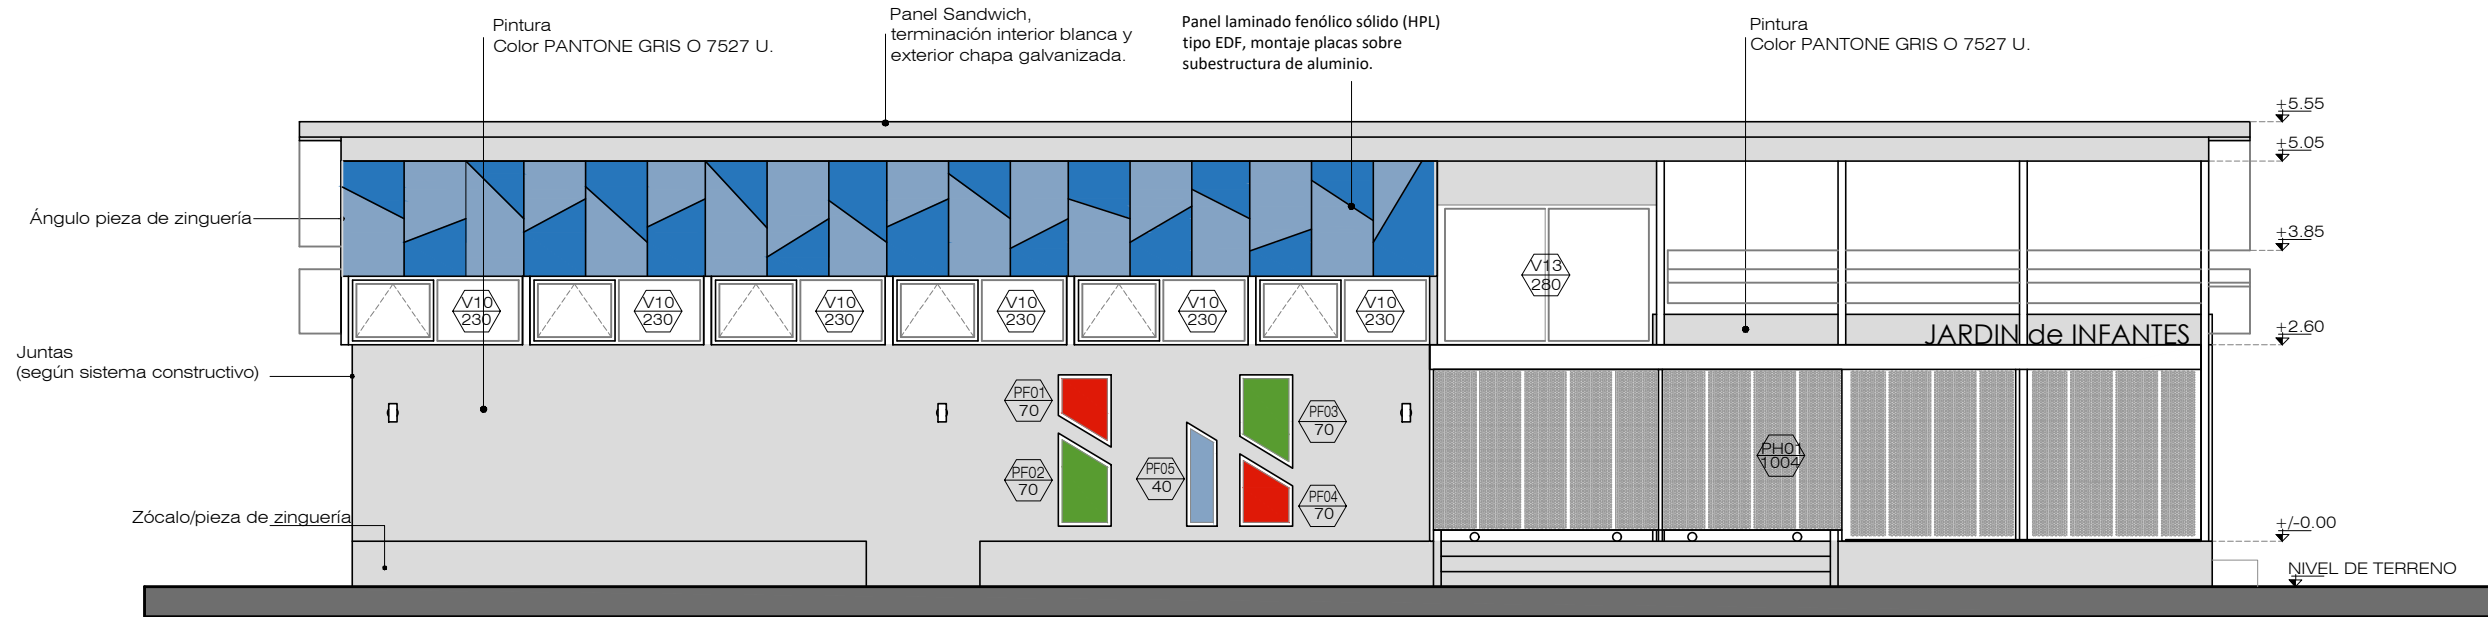 Pintura
Color PANTONE GRIS O 7527 U.
Panel Sandwich,
terminación interior blanca y
exterior chapa galvanizada.
Panel laminado fenólico sólido (HPL)
tipo EDF, montaje placas sobre
subestructura de aluminio.
Pintura
Color PANTONE GRIS O 7527 U.
+5.55
+5.05
Ángulo pieza de zinguería
+3.85
V13
280
V10
230
V10
230
V10
230
V10
230
V10
230
V10
230
+2.60
JARDIN de INFANTES
Juntas
(según sistema constructivo)
PF01
70
PF03
70
PH01
1004
PF02
70
PF05
40
PF04
70
Zócalo/pieza de zinguería
+/-0.00
NIVEL DE TERRENO